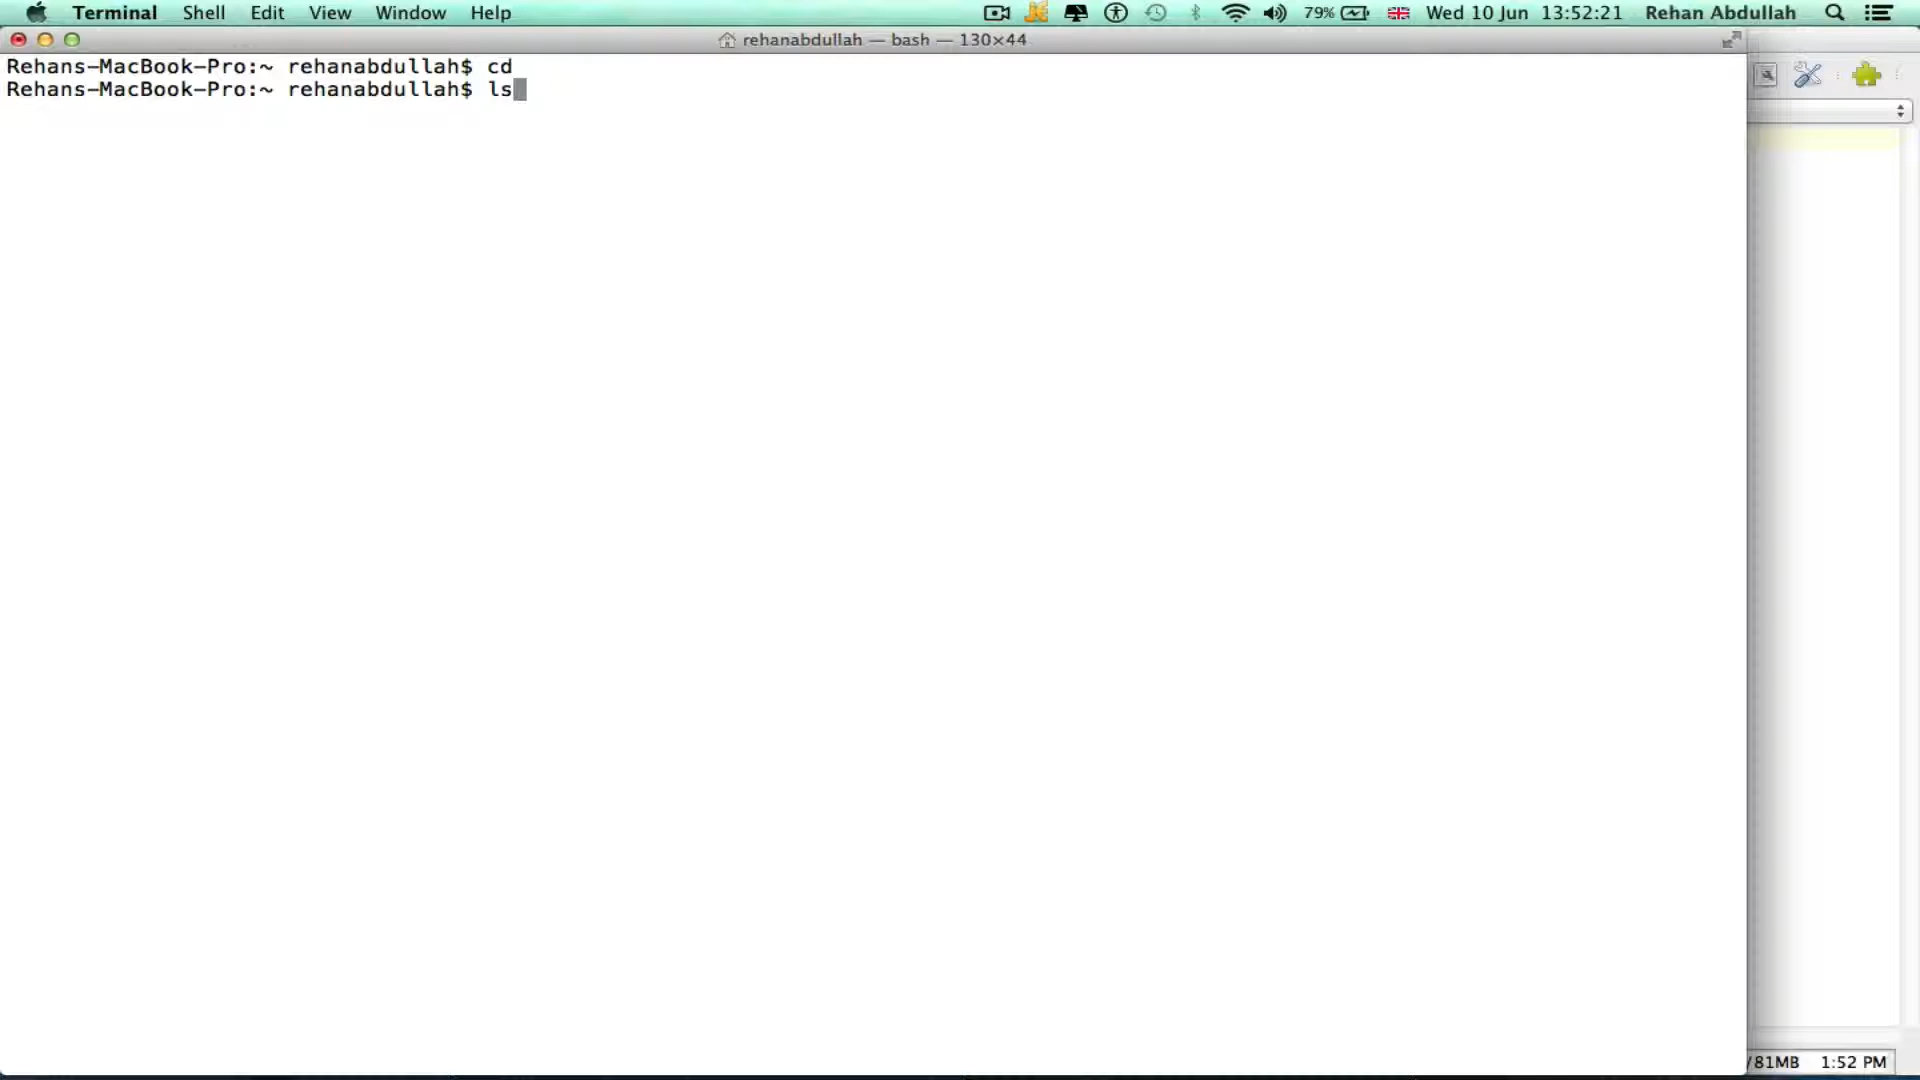 Terminal Shell Edit View Window Help 79% Wed 10 Jun 13:52:21 Rehan Abdullah
rehanabdullah — bash — 130×44
Rehans-MacBook-Pro:~ rehanabdullah$ cd
Rehans-MacBook-Pro:~ rehanabdullah$ ls
/81MB 1:52 PM